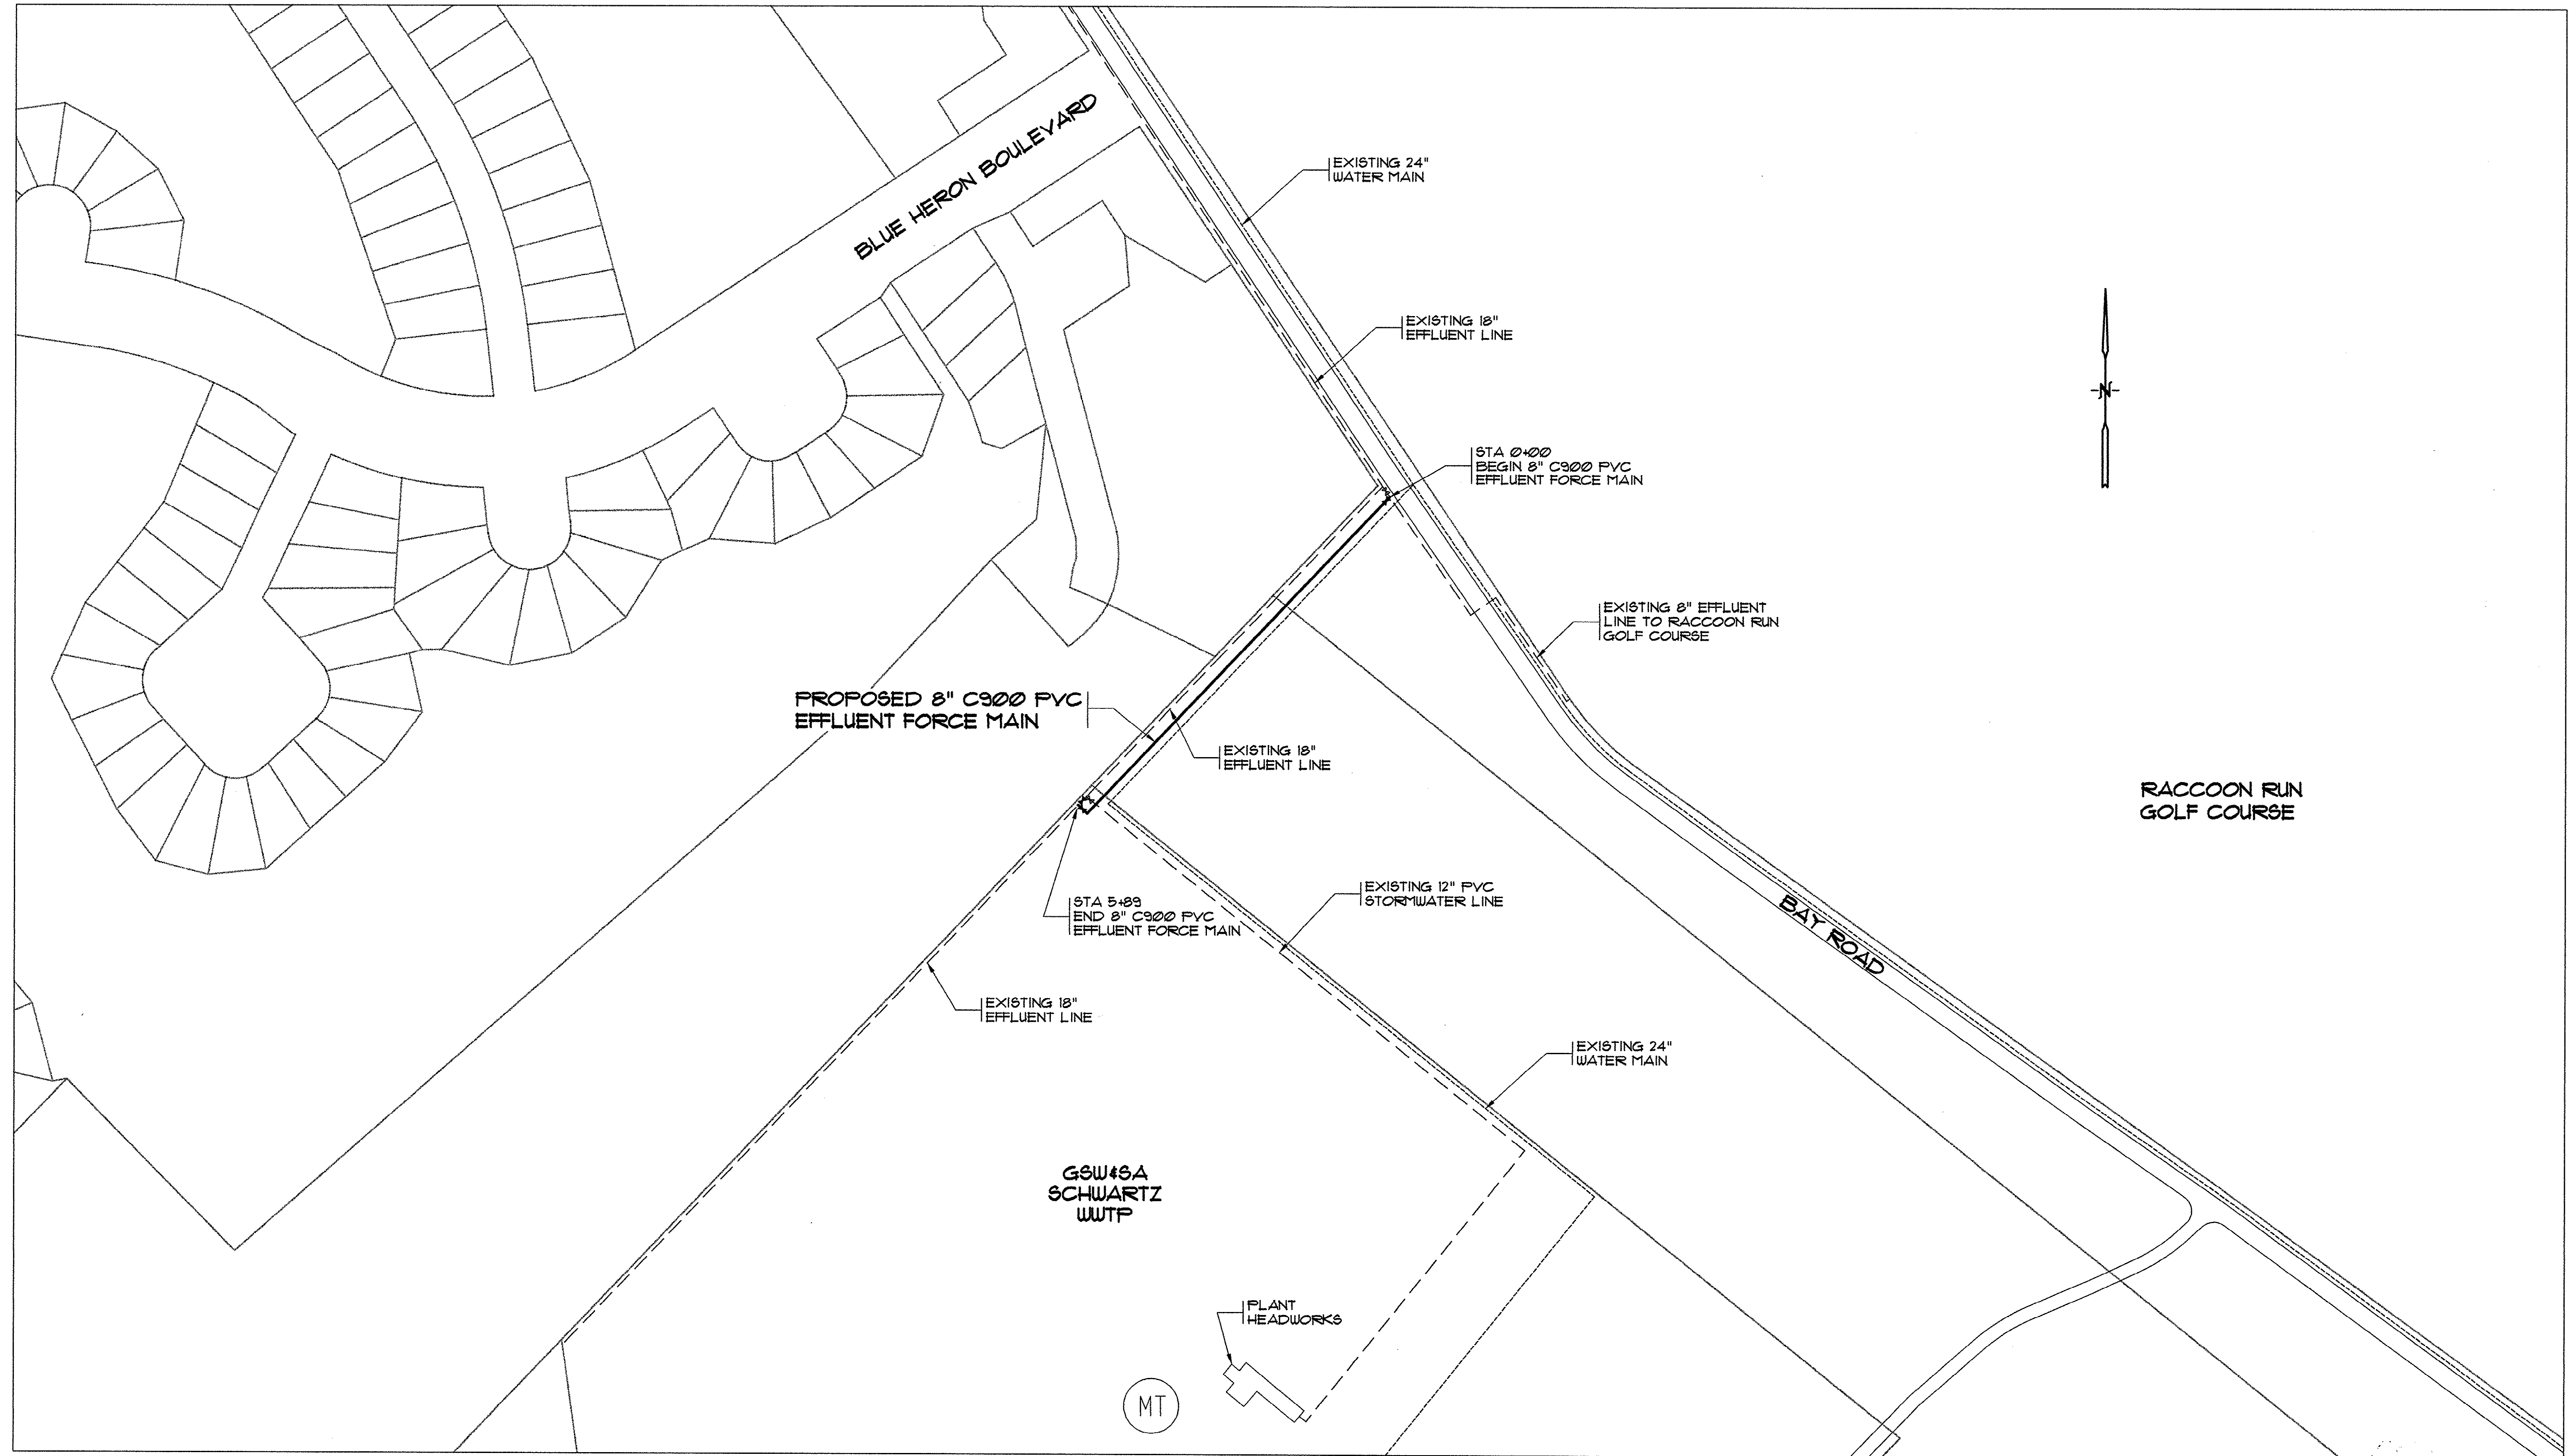 BLUE HERON BOULEVARD
EXISTING 24"
WATER MAIN
EXISTING 18"
EFFLUENT LINE
N
STA 0+00
BEGIN 8" C900 PVC
EFFLUENT FORCE MAIN
EXISTING 8" EFFLUENT
LINE TO RACCOON RUN
GOLF COURSE
PROPOSED 8" C900 PVC
EFFLUENT FORCE MAIN
EXISTING 18"
EFFLUENT LINE
RACCOON RUN
GOLF COURSE
STA 5+89
END 8" C900 PVC
EFFLUENT FORCE MAIN
EXISTING 12" PVC
STORMWATER LINE
BAY ROAD
EXISTING 18"
EFFLUENT LINE
EXISTING 24"
WATER MAIN
GSW&SA
SCHWARTZ
WWTP
PLANT
HEADWORKS
MT